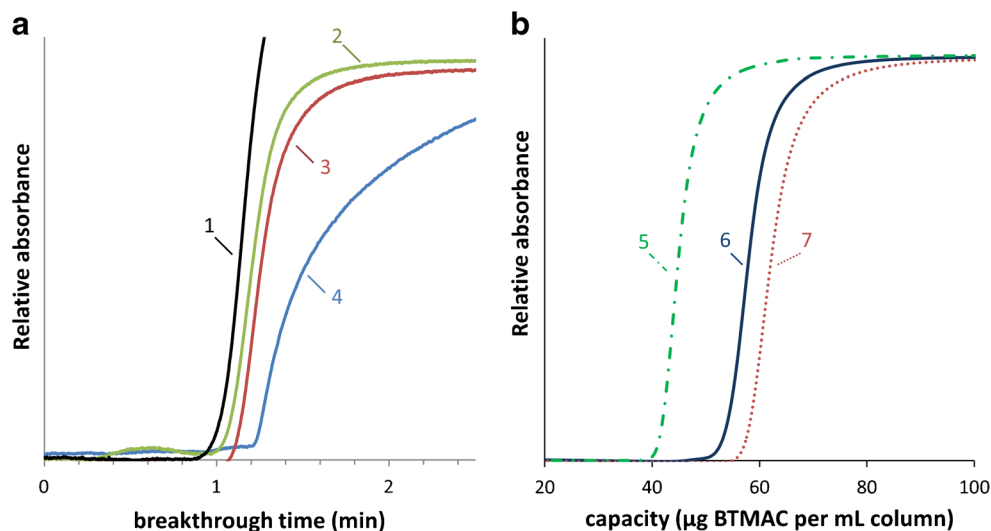 a
Relative absorbance
1
2
3
4
0
1
2
breakthrough time (min)
b
Relative absorbance
5
6
7
20
40
60
80
100
capacity (µg BTMAC per mL column)